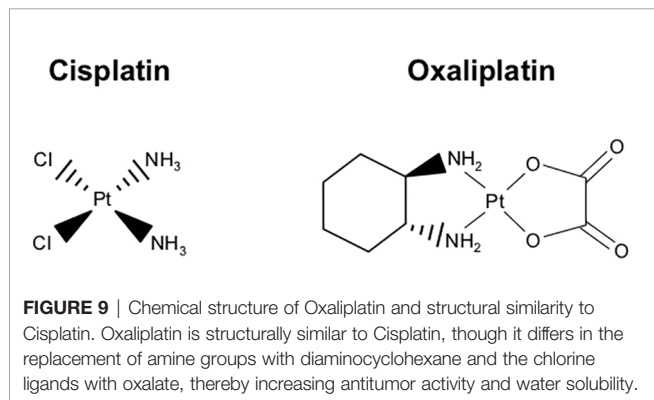 Cisplatin
Oxaliplatin
Cl
NH3
Pt
Cl
NH3
NH2
O
O
Pt
NH2
O
O
FIGURE 9 | Chemical structure of Oxaliplatin and structural similarity to
Cisplatin. Oxaliplatin is structurally similar to Cisplatin, though it differs in the
replacement of amine groups with diaminocyclohexane and the chlorine
ligands with oxalate, thereby increasing antitumor activity and water solubility.